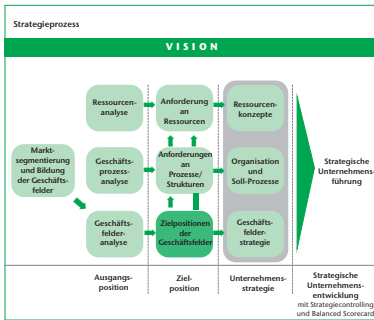 Strategieprozess
VISION
Ressourcen-
analyse
Anforderung
an
Ressourcen
Ressourcen-
konzepte
Markt-
segmentierung
und Bildung
der Geschäfts-
felder
Geschäfts-
prozess-
analyse
Anforderungen
an
Prozesse/
Strukturen
Organisation
und
Soll-Prozesse
Strategische
Unternehmens-
führung
Geschäfts-
felder-
analyse
Zielpositionen
der
Geschäftsfelder
Geschäfts-
felder-
strategie
Ausgangs-
position
Ziel-
position
Unternehmens-
strategie
Strategische
Unternehmens-
entwicklung
mit Strategiecontrolling
und Balanced Scorecard